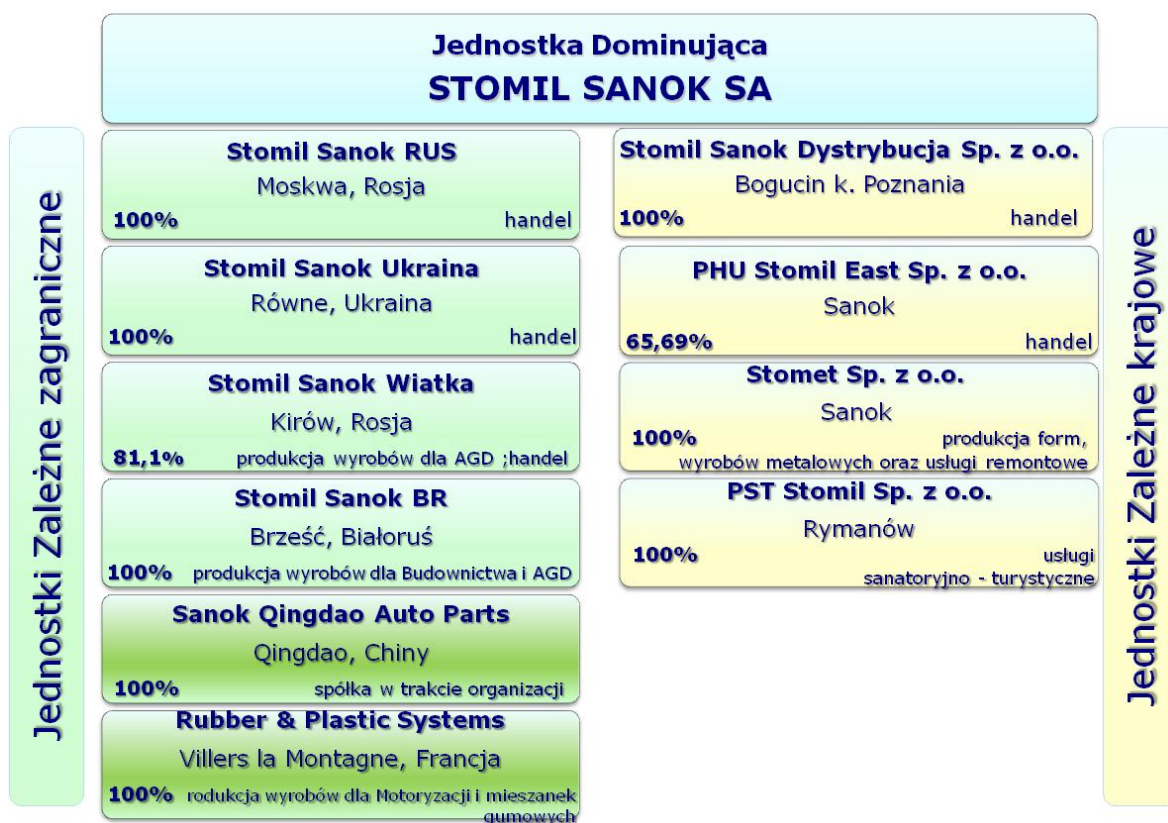 Jednostka Dominująca
STOMIL SANOK SA
Jednostki Zależne zagraniczne
Stomil Sanok RUS
Moskwa, Rosja
100% handel
Stomil Sanok Ukraina
Równe, Ukraina
100% handel
Stomil Sanok Wiatka
Kirów, Rosja
81,1% produkcja wyrobów dla AGD ;handel
Stomil Sanok BR
Brześć, Białoruś
100% produkcja wyrobów dla Budownictwa i AGD
Sanok Qingdao Auto Parts
Qingdao, Chiny
100% spółka w trakcie organizacji
Rubber & Plastic Systems
Villers la Montagne, Francja
100% rodukcja wyrobów dla Motoryzacji i mieszanek
gumowych
Stomil Sanok Dystrybucja Sp. z o.o.
Bogucin k. Poznania
100% handel
PHU Stomil East Sp. z o.o.
Sanok
65,69% handel
Stomet Sp. z o.o.
Sanok
100% produkcja form,
wyrobów metalowych oraz usługi remontowe
PST Stomil Sp. z o.o.
Rymanów
100% usługi
sanatoryjno - turystyczne
Jednostki Zależne krajowe